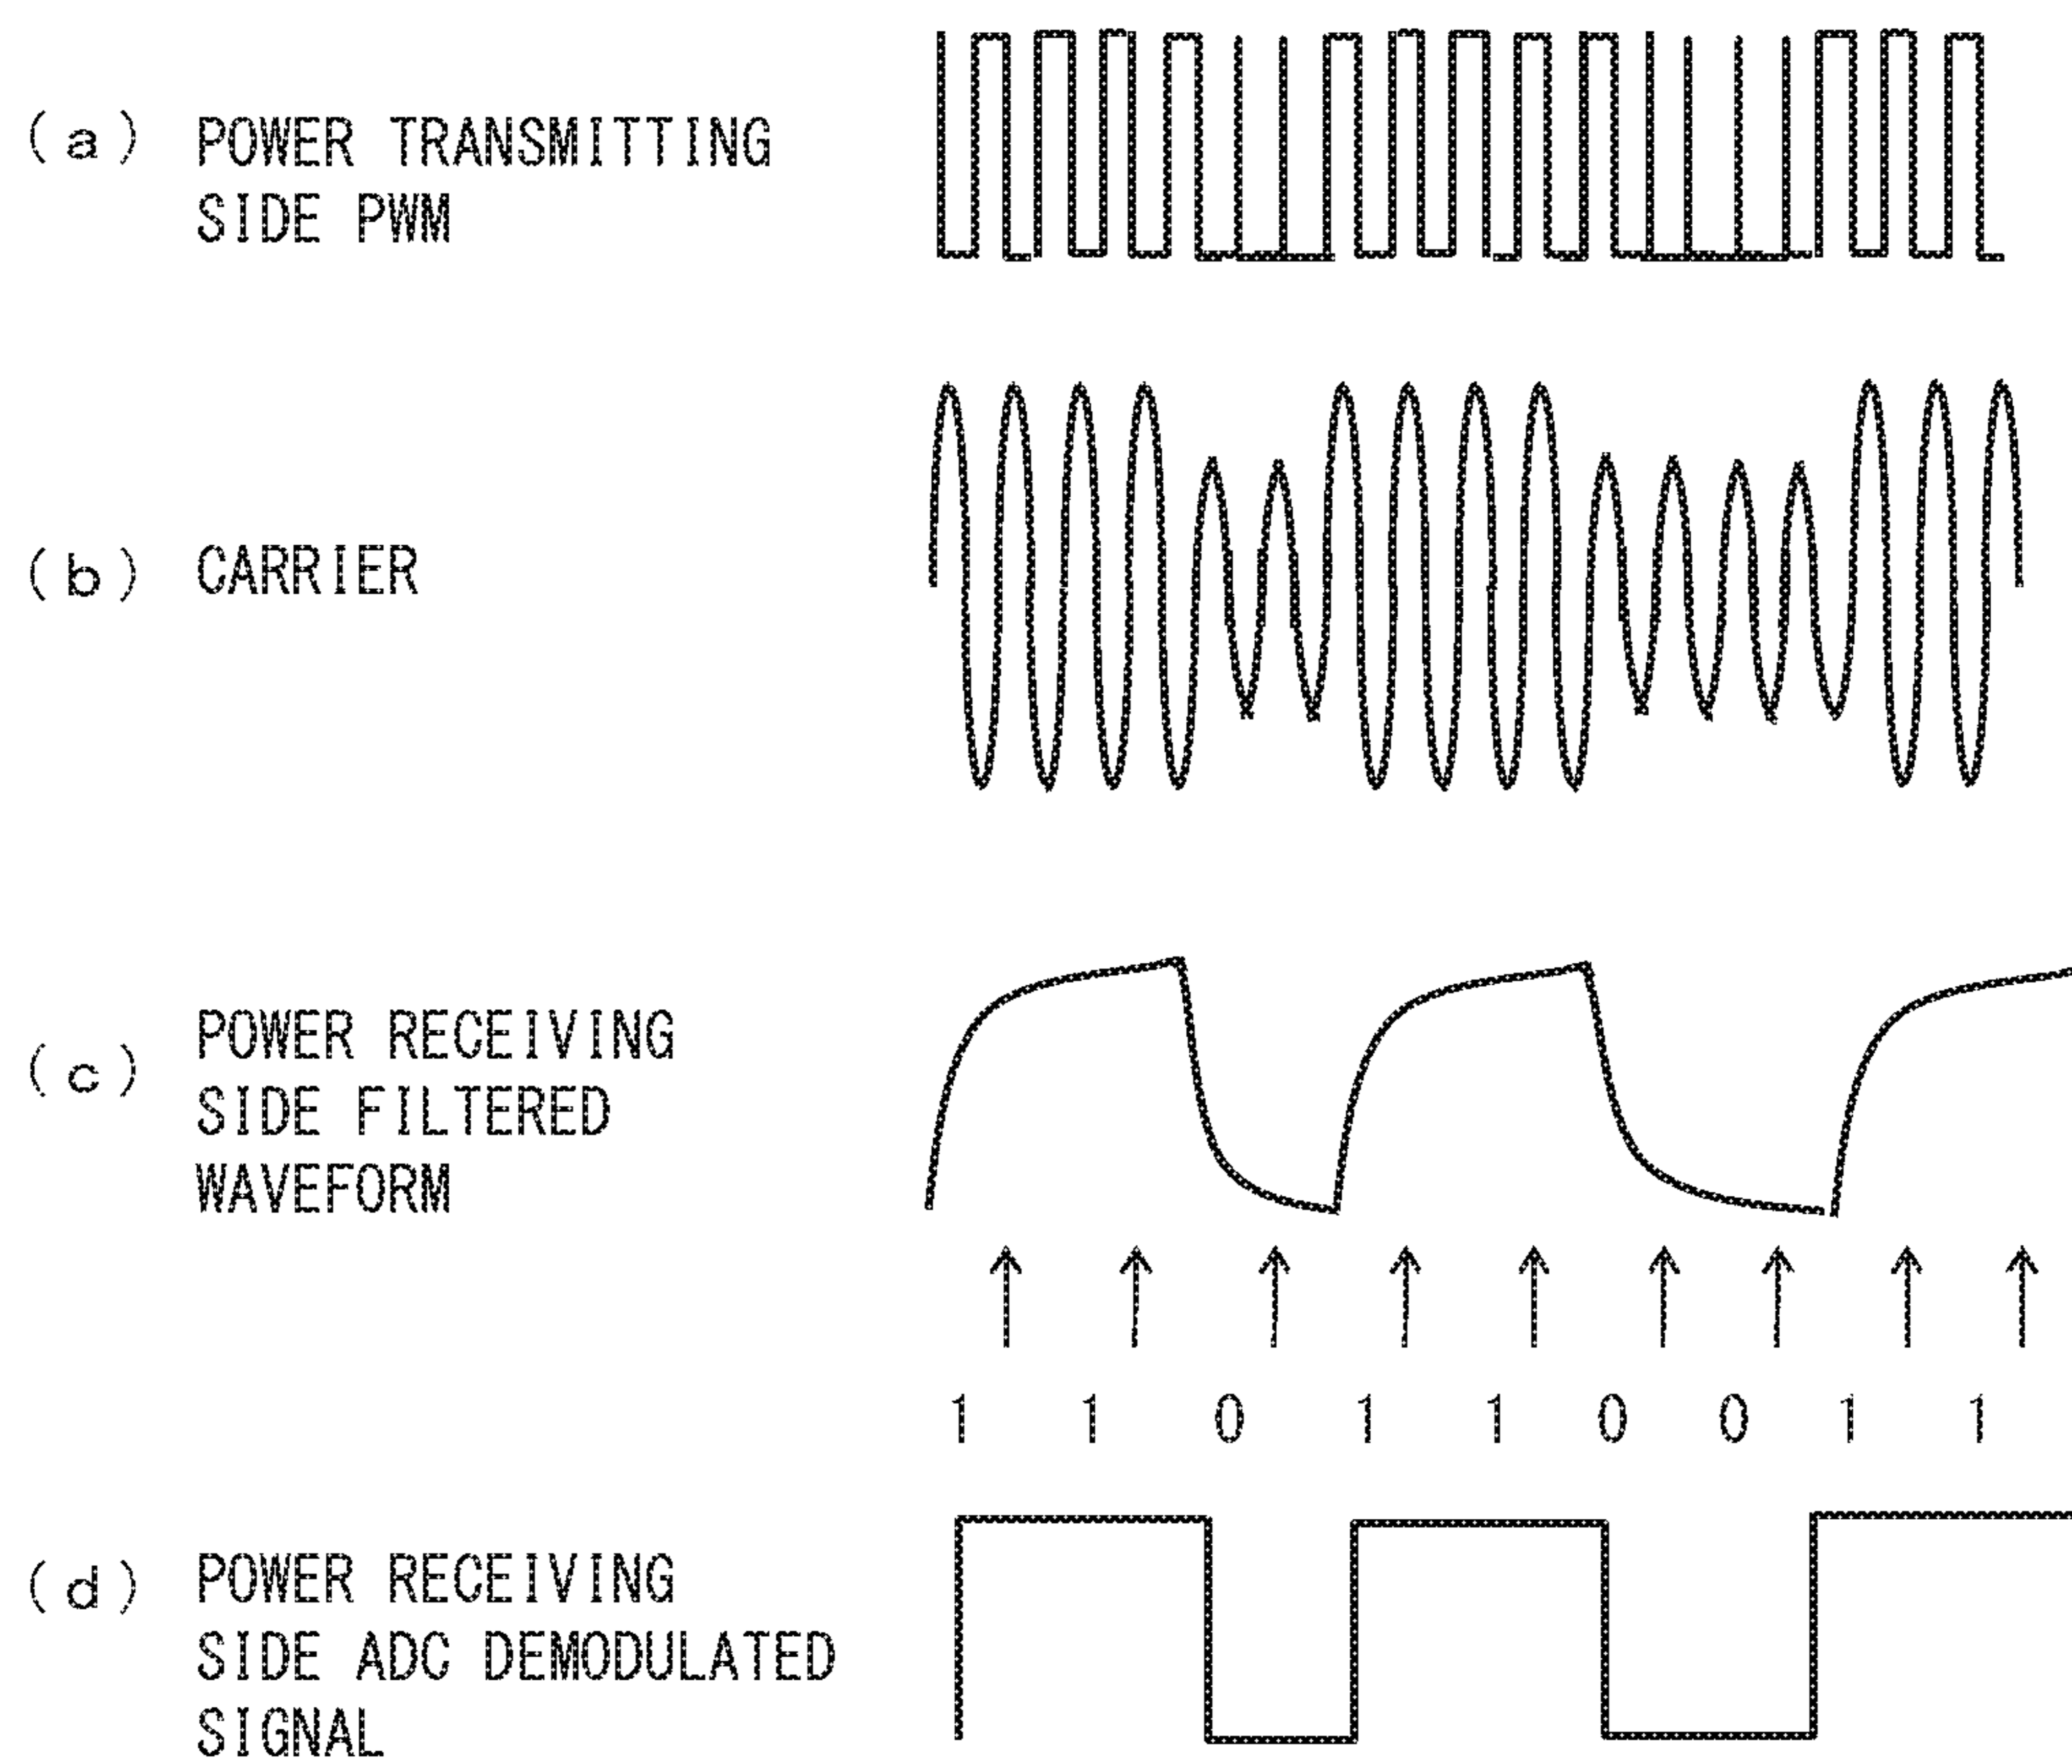 (a) POWER TRANSMITTING
SIDE PWM
(b) CARRIER
(c) POWER RECEIVING
SIDE FILTERED
WAVEFORM
1 1 0 1 1 0 0 1 1
(d) POWER RECEIVING
SIDE ADC DEMODULATED
SIGNAL